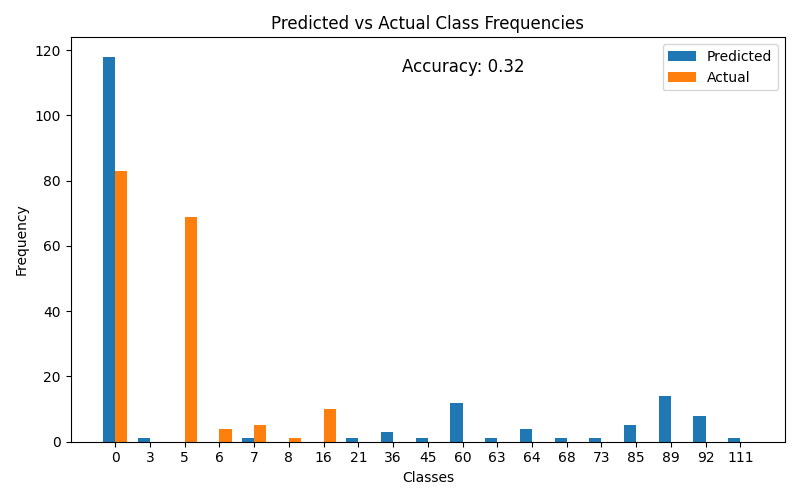 Predicted vs Actual Class Frequencies
Accuracy: 0.32
Predicted
Actual
Frequency
120
100
80
60
40
20
0
0 3 5 6 7 8 16 21 36 45 60 63 64 68 73 85 89 92 111
Classes